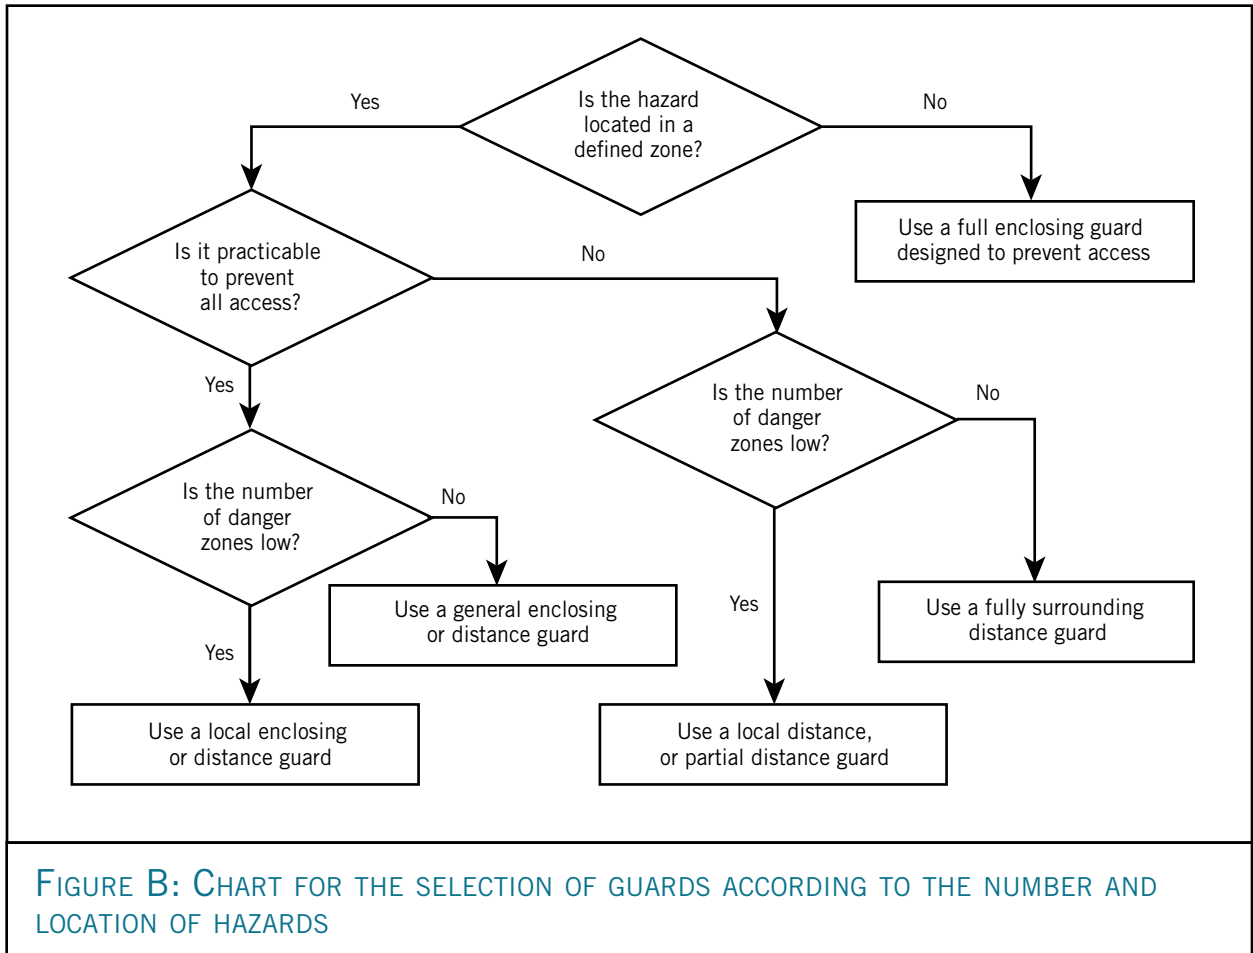 Is the hazard
located in a
defined zone?
Yes
No
Use a full enclosing guard
designed to prevent access
Is it practicable
to prevent
all access?
No
Yes
Is the number
of danger
zones low?
No
Is the number
of danger
zones low?
No
Use a general enclosing
or distance guard
Yes
Use a fully surrounding
distance guard
Yes
Use a local enclosing
or distance guard
Use a local distance,
or partial distance guard
FIGURE B: CHART FOR THE SELECTION OF GUARDS ACCORDING TO THE NUMBER AND
LOCATION OF HAZARDS